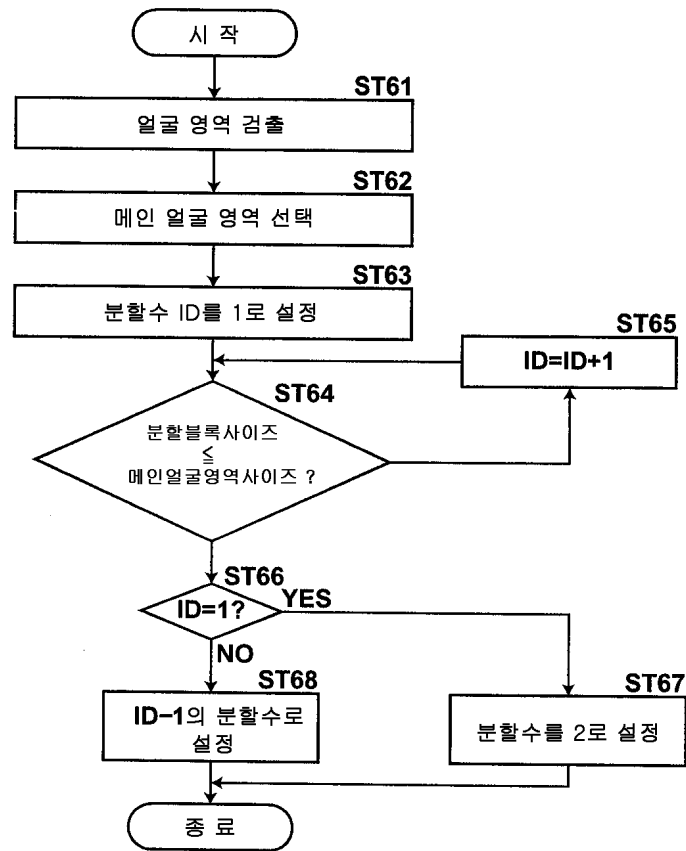 시 작
ST61
얼굴 영역 검출
ST62
메인 얼굴 영역 선택
ST63
분할수 ID를 1로 설정
ST65
ID=ID+1
ST64
분할블록사이즈
≦
메인얼굴영역사이즈 ?
ST66
ID=1?
YES
NO
ST68
ID−1의 분할수로
설정
ST67
분할수를 2로 설정
종 료